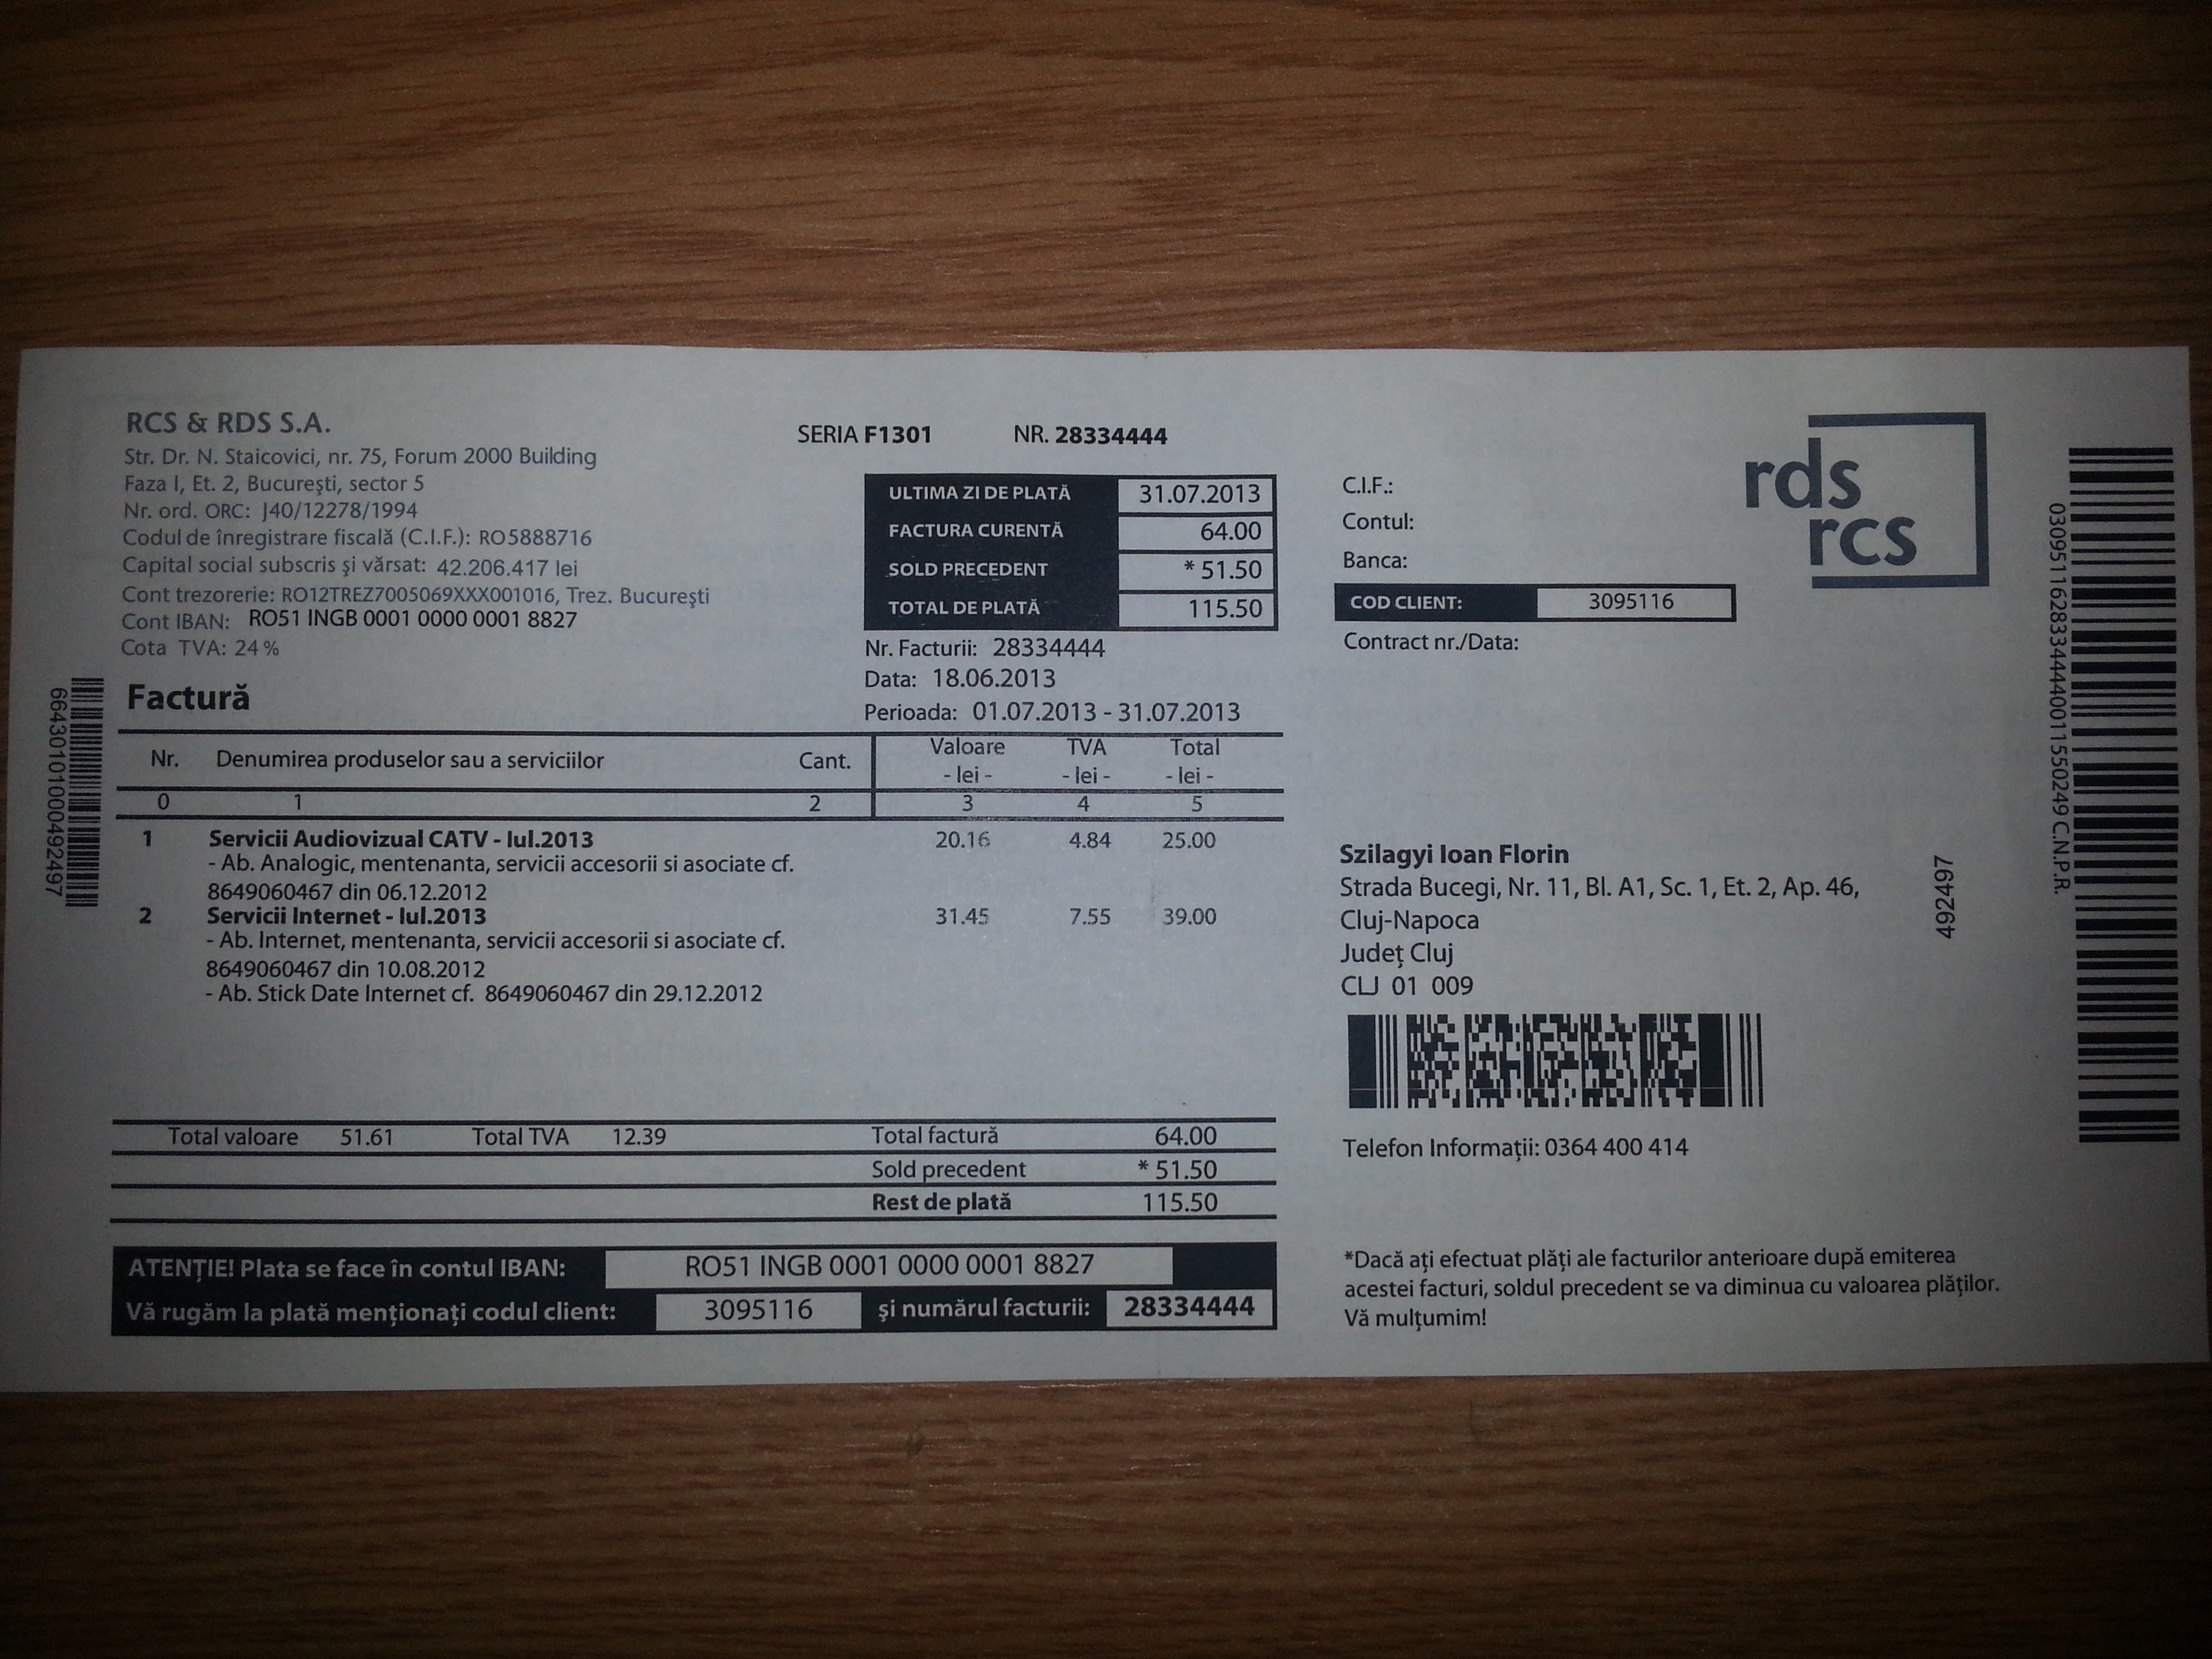 RCS & RDS S.A.
Str. Dr. N. Staicovici, nr. 75, Forum 2000 Building
Faza I, Et. 2, Bucureşti, sector 5
Nr. ord. ORC: J40/12278/1994
Codul de înregistrare fiscală (C.I.F.): RO5888716
Capital social subscris şi vărsat: 42.206.417 lei
Cont trezorerie: RO12TREZ7005069XXX001016, Trez. Bucureşti
Cont IBAN: RO51 INGB 0001 0000 0001 8827
Cota TVA: 24 %
SERIA F1301 NR. 28334444
ULTIMA ZI DE PLATĂ 31.07.2013
FACTURA CURENTĂ 64.00
SOLD PRECEDENT * 51.50
TOTAL DE PLATĂ 115.50
Nr. Facturii: 28334444
Data: 18.06.2013
Perioada: 01.07.2013 - 31.07.2013
C.I.F.:
Contul:
Banca:
COD CLIENT: 3095116
Contract nr./Data:
rds
rcs
Factură
Nr. Denumirea produselor sau a serviciilor Cant. Valoare TVA Total
- lei - - lei - - lei -
0 1 2 3 4 5
1 Servicii Audiovizual CATV - Iul.2013 20.16 4.84 25.00
- Ab. Analogic, mentenanta, servicii accesorii si asociate cf.
8649060467 din 06.12.2012
2 Servicii Internet - Iul.2013 31.45 7.55 39.00
- Ab. Internet, mentenanta, servicii accesorii si asociate cf.
8649060467 din 10.08.2012
- Ab. Stick Date Internet cf. 8649060467 din 29.12.2012
Total valoare 51.61 Total TVA 12.39 Total factură 64.00
Sold precedent * 51.50
Rest de plată 115.50
ATENŢIE! Plata se face în contul IBAN: RO51 INGB 0001 0000 0001 8827
Vă rugăm la plată menţionaţi codul client: 3095116 şi numărul facturii: 28334444
Szilagyi Ioan Florin
Strada Bucegi, Nr. 11, Bl. A1, Sc. 1, Et. 2, Ap. 46,
Cluj-Napoca
Judeţ Cluj
CLJ 01 009
Telefon Informaţii: 0364 400 414
*Dacă aţi efectuat plăţi ale facturilor anterioare după emiterea
acestei facturi, soldul precedent se va diminua cu valoarea plăţilor.
Vă mulţumim!
492497
03095116283344440011550249 C.N.P.R.